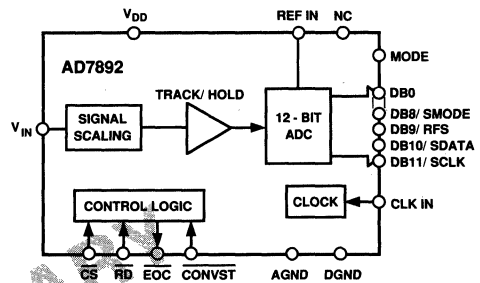 VDD
REF IN
NC
MODE
AD7892
TRACK/ HOLD
DB0
SIGNAL
SCALING
12 - BIT
ADC
DB8/ SMODE
DB9/ RFS
VIN
DB10/ SDATA
DB11/ SCLK
CONTROL LOGIC
CLOCK
CLK IN
CS
RD
EOC
CONVST
AGND
DGND